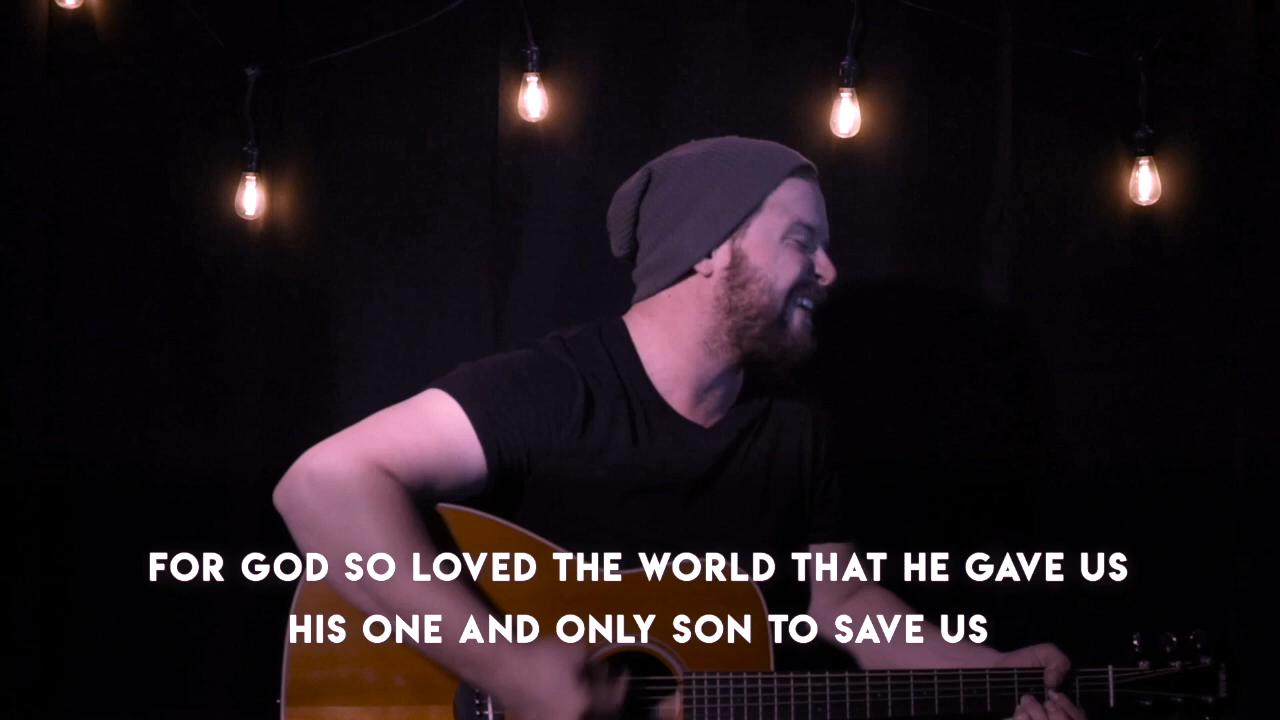 FOR GOD SO LOVED THE WORLD THAT HE GAVE US
HIS ONE AND ONLY SON TO SAVE US